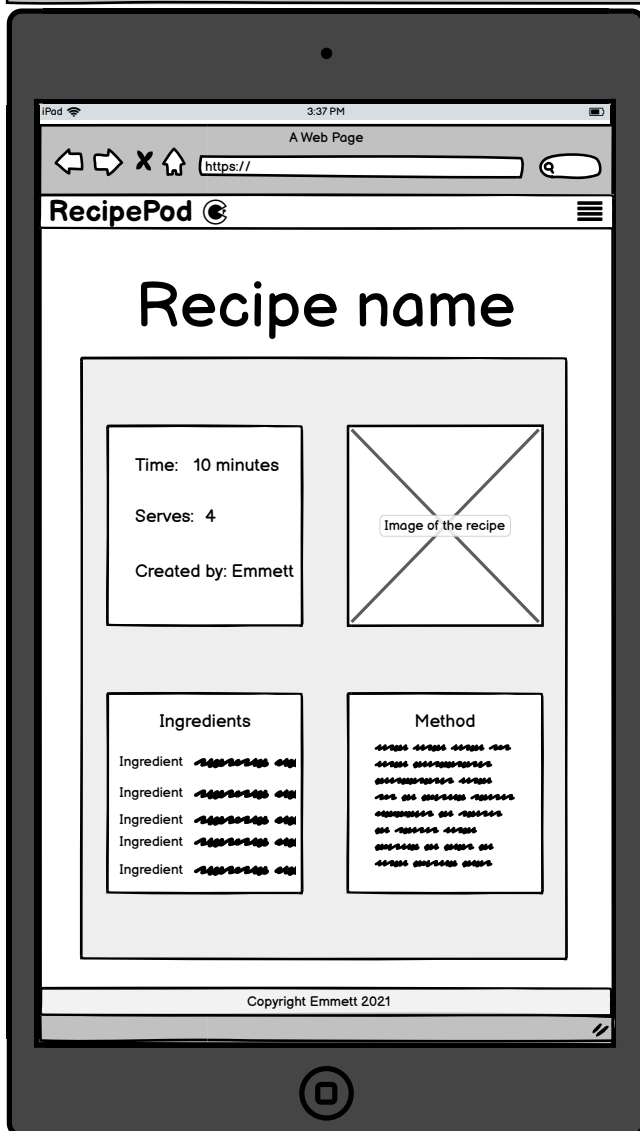 iPad 3:37 PM
A Web Page
https://
RecipePod
Recipe name
Time: 10 minutes
Serves: 4
Created by: Emmett
Image of the recipe
Ingredients
Ingredient
Ingredient
Ingredient
Ingredient
Ingredient
Method
Copyright Emmett 2021